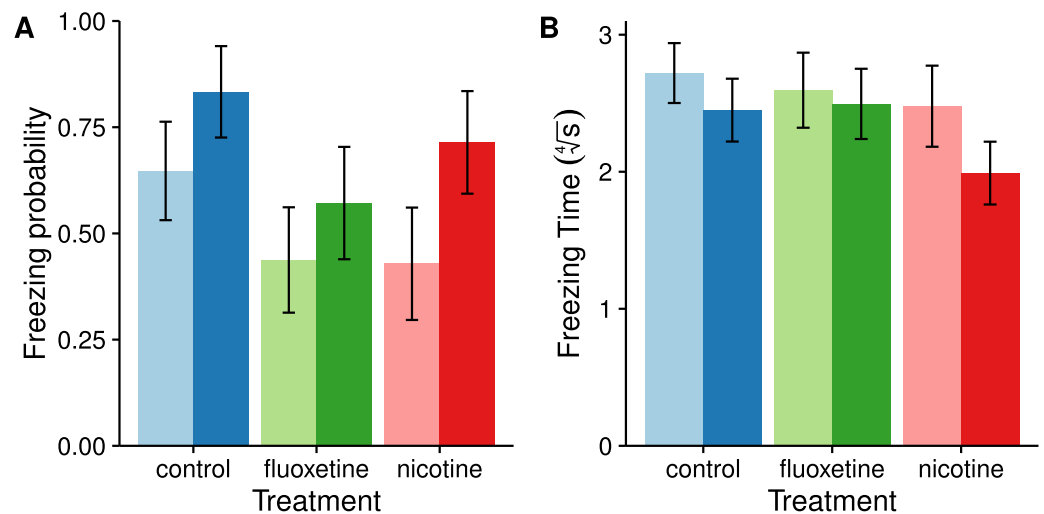 A
Freezing probability
1.00
0.75
0.50
0.25
0.00
control fluoxetine nicotine
Treatment
B
Freezing Time (∜s)
3
2
1
0
control fluoxetine nicotine
Treatment